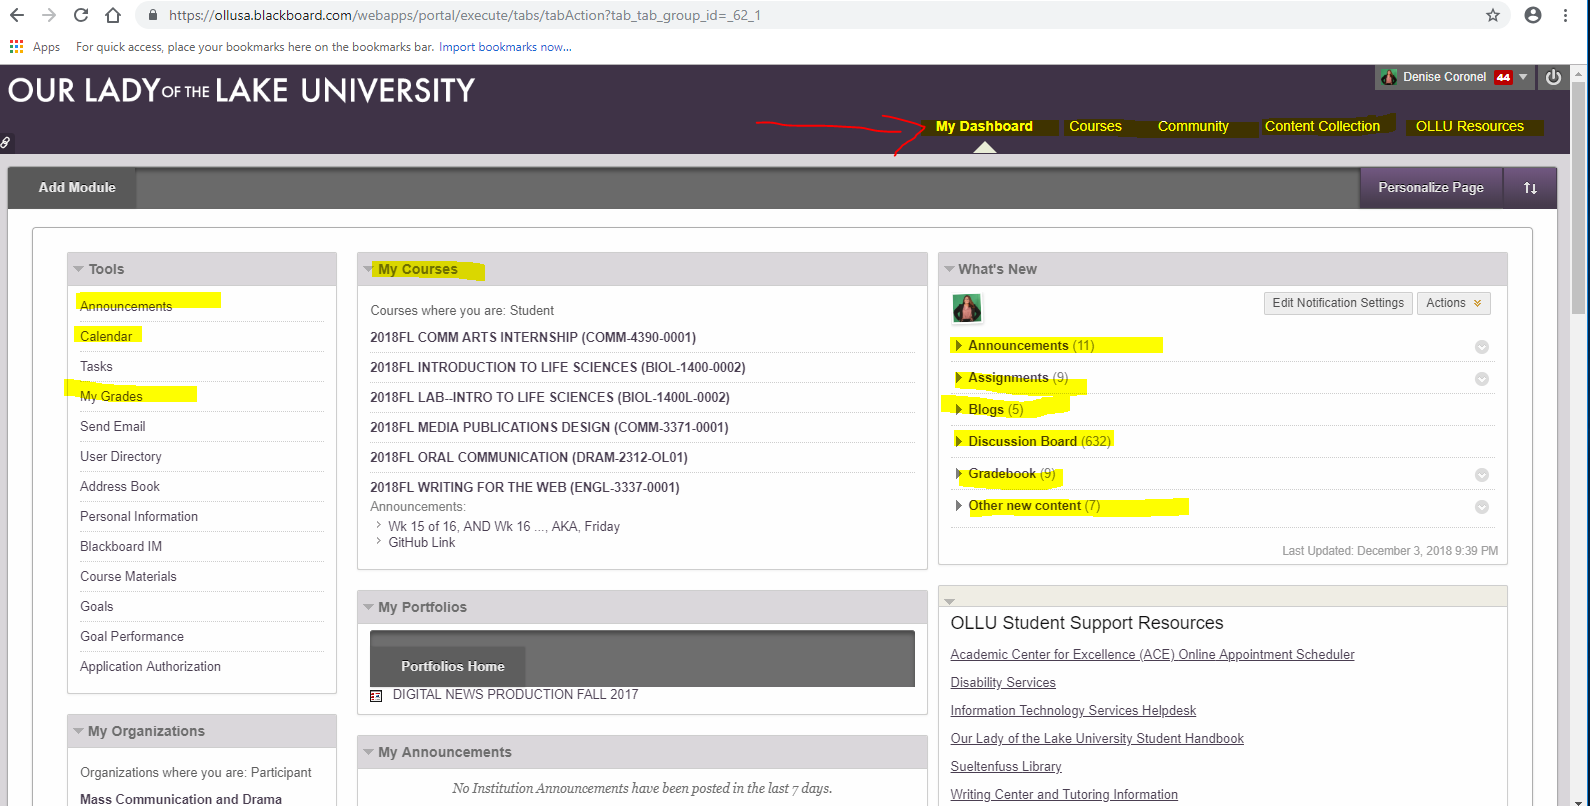 https://ollusa.blackboard.com/webapps/portal/execute/tabs/tabAction?tab_tab_group_id=_62_1
Apps For quick access, place your bookmarks here on the bookmarks bar. Import bookmarks now...
OUR LADY OF THE LAKE UNIVERSITY
Denise Coronel 44
My Dashboard Courses Community Content Collection OLLU Resources
Add Module
Personalize Page
Tools
Announcements
Calendar
Tasks
My Grades
Send Email
User Directory
Address Book
Personal Information
Blackboard IM
Course Materials
Goals
Goal Performance
Application Authorization
My Organizations
Organizations where you are: Participant
Mass Communication and Drama
My Courses
Courses where you are: Student
2018FL COMM ARTS INTERNSHIP (COMM-4390-0001)
2018FL INTRODUCTION TO LIFE SCIENCES (BIOL-1400-0002)
2018FL LAB--INTRO TO LIFE SCIENCES (BIOL-1400L-0002)
2018FL MEDIA PUBLICATIONS DESIGN (COMM-3371-0001)
2018FL ORAL COMMUNICATION (DRAM-2312-OL01)
2018FL WRITING FOR THE WEB (ENGL-3337-0001)
Announcements:
Wk 15 of 16, AND Wk 16 ..., AKA, Friday
GitHub Link
My Portfolios
Portfolios Home
DIGITAL NEWS PRODUCTION FALL 2017
My Announcements
No Institution Announcements have been posted in the last 7 days.
What's New
Edit Notification Settings Actions
Announcements (11)
Assignments (9)
Blogs (5)
Discussion Board (632)
Gradebook (9)
Other new content (7)
Last Updated: December 3, 2018 9:39 PM
OLLU Student Support Resources
Academic Center for Excellence (ACE) Online Appointment Scheduler
Disability Services
Information Technology Services Helpdesk
Our Lady of the Lake University Student Handbook
Sueltenfuss Library
Writing Center and Tutoring Information